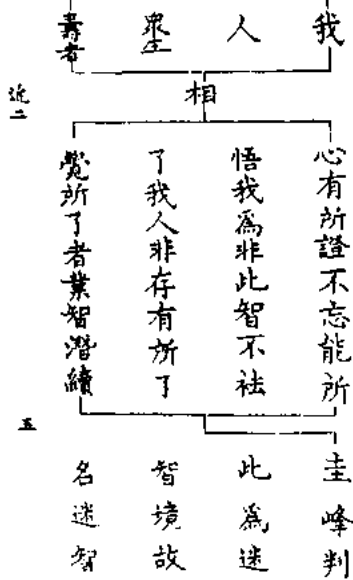 我
人
衆生
壽者
相
心有所證不忘能所
悟我為非此智不祛
了我人非存有所了
覺所了者業智潛續
近二
圭峰判
此為迷
智境故
名迷智
五